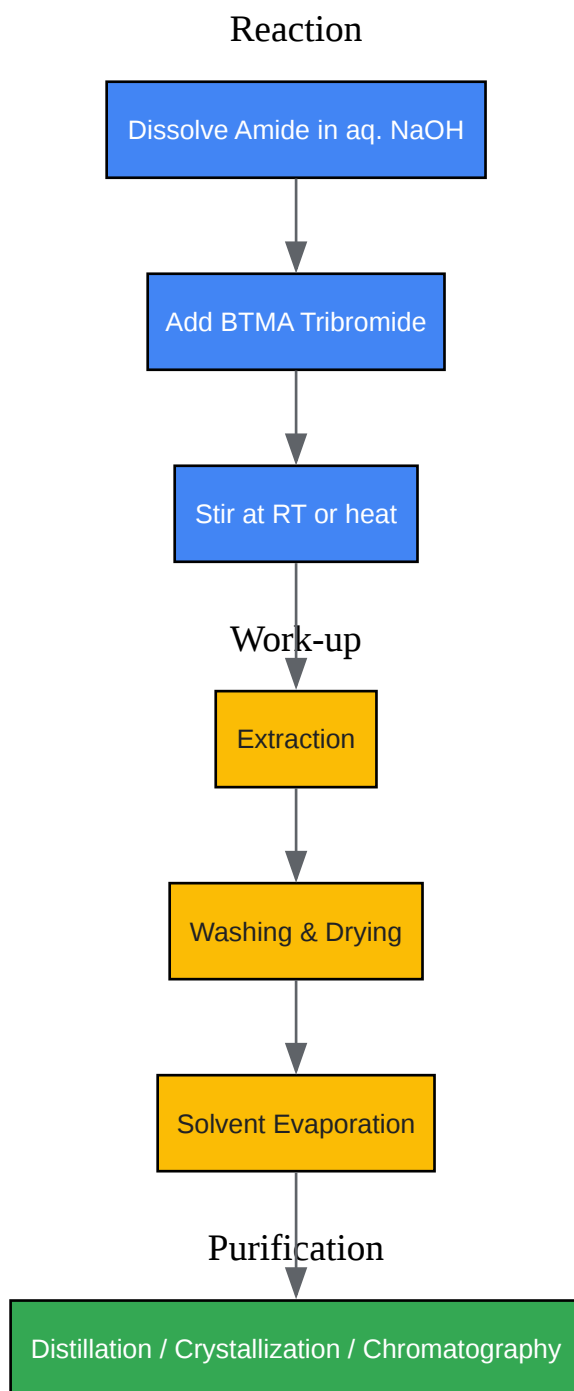 Reaction
Dissolve Amide in aq. NaOH
Add BTMA Tribromide
Stir at RT or heat
Work-up
Extraction
Washing & Drying
Solvent Evaporation
Purification
Distillation / Crystallization / Chromatography